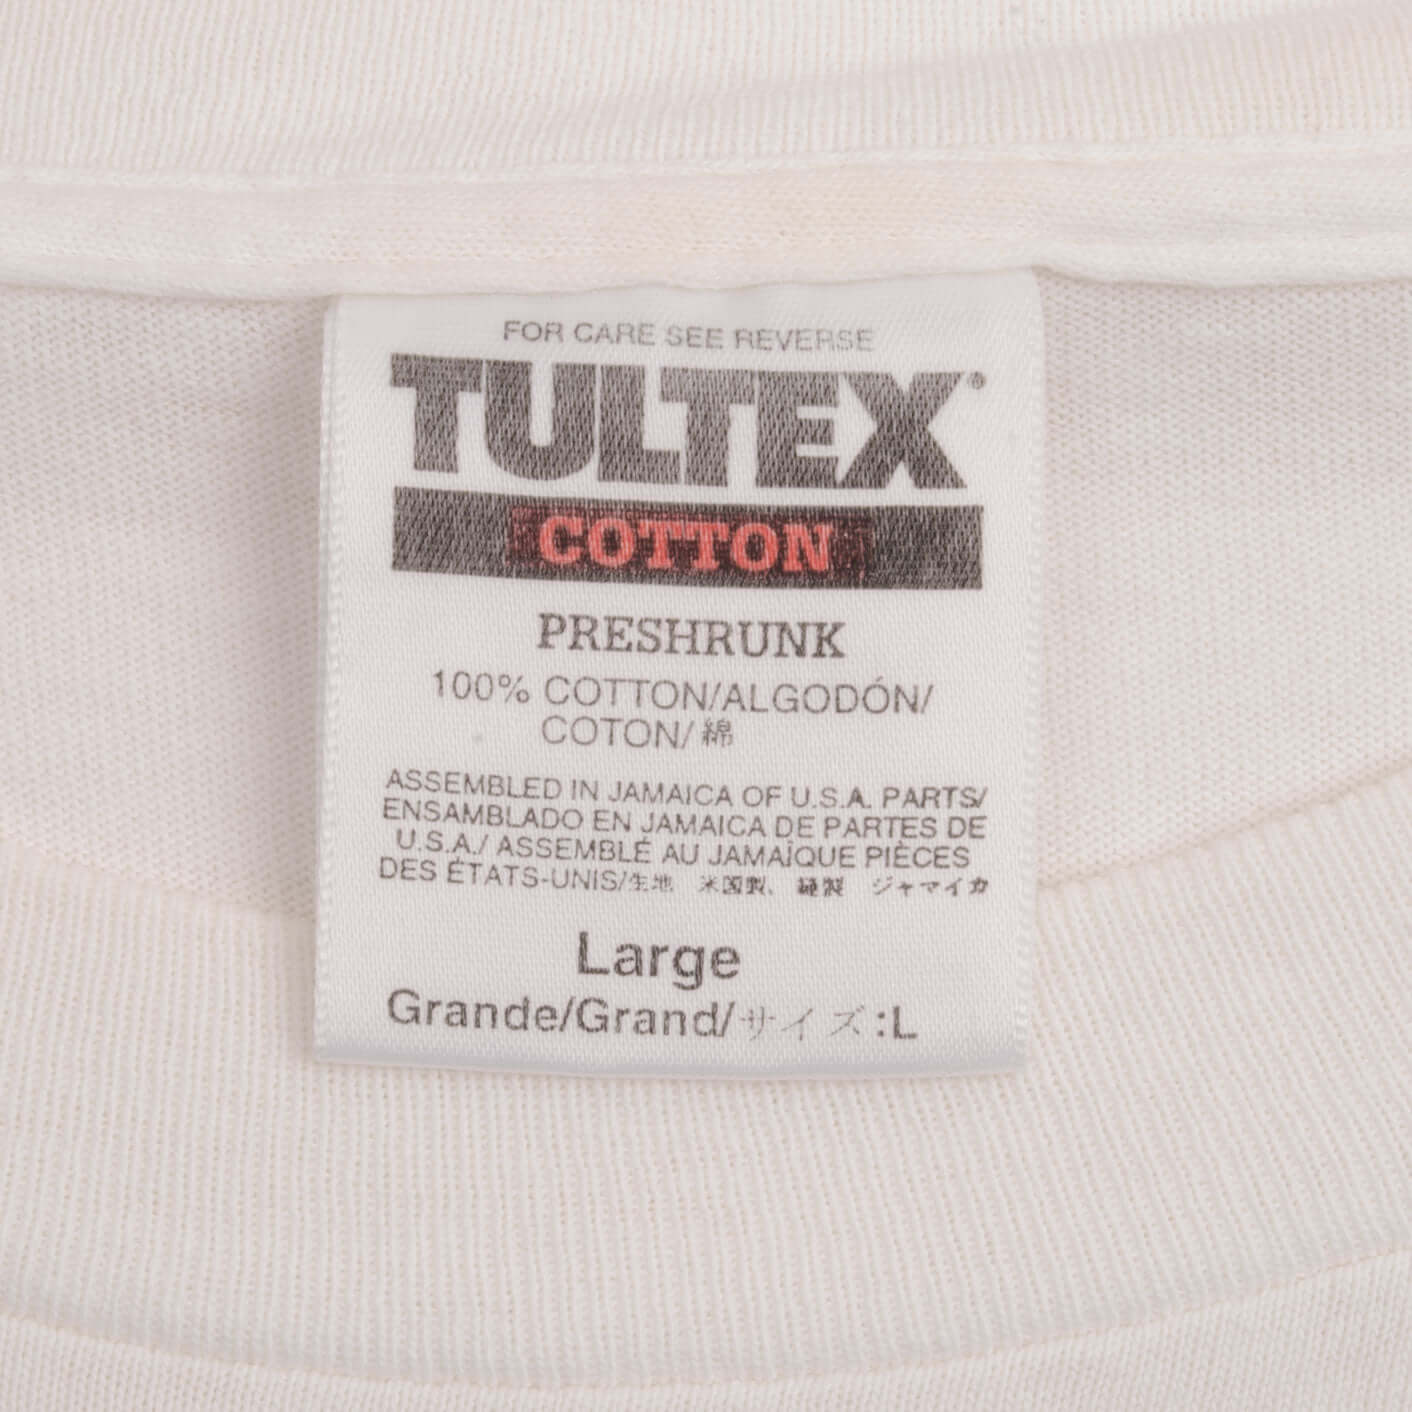 FOR CARE SEE REVERSE
TULTEX®
COTTON
PRESHRUNK
100% COTTON/ALGODÓN/
COTON/綿
ASSEMBLED IN JAMAICA OF U.S.A. PARTS/
ENSAMBLADO EN JAMAICA DE PARTES DE
U.S.A./ ASSEMBLÉ AU JAMAÏQUE PIÈCES
DES ÉTATS-UNIS/生地 米国製、縫製 ジャマイカ
Large
Grande/Grand/サイズ:L